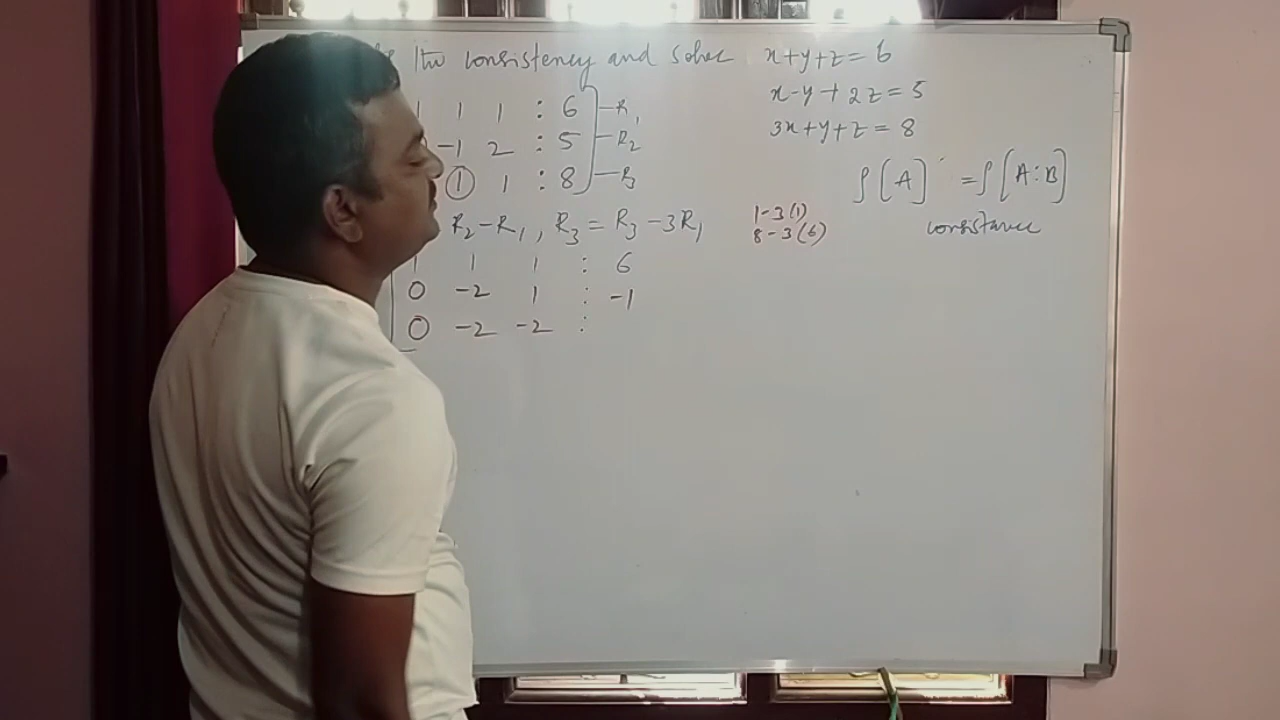 the consistency and solve x+y+z=6
x-y+2z=5
3x+y+z=8
1 1 1 : 6 ] -R₁
-1 2 : 5 ] -R₂
1 1 : 8 ] -R₃
ρ[A] = ρ[A:B]
consistance
R₂-R₁, R₃ = R₃-3R₁
1-3(1)
8-3(6)
1 1 1 : 6
0 -2 1 : -1
0 -2 -2 :